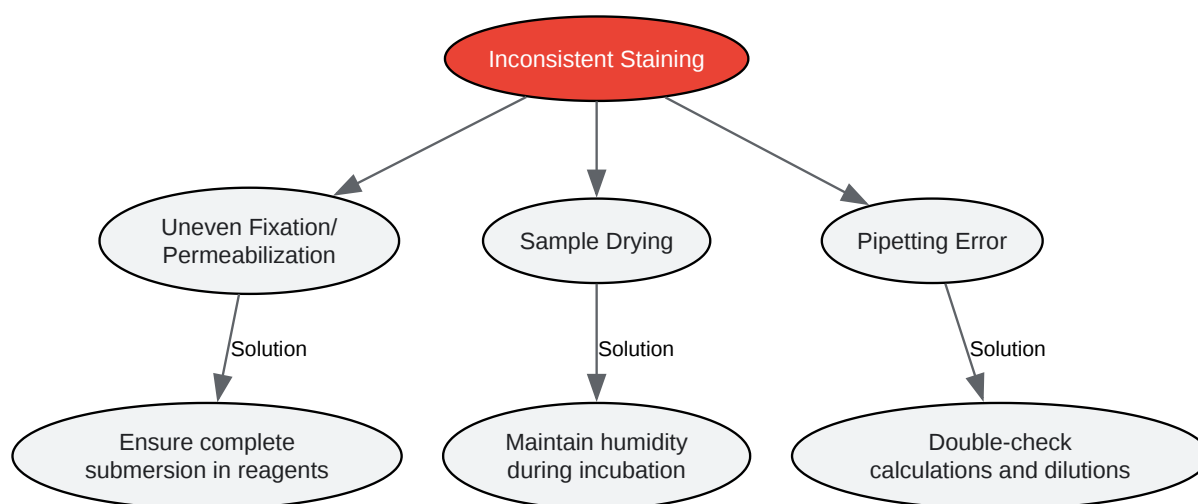 Inconsistent Staining
Uneven Fixation/
Permeabilization
Sample Drying
Pipetting Error
Solution
Solution
Solution
Ensure complete
submersion in reagents
Maintain humidity
during incubation
Double-check
calculations and dilutions